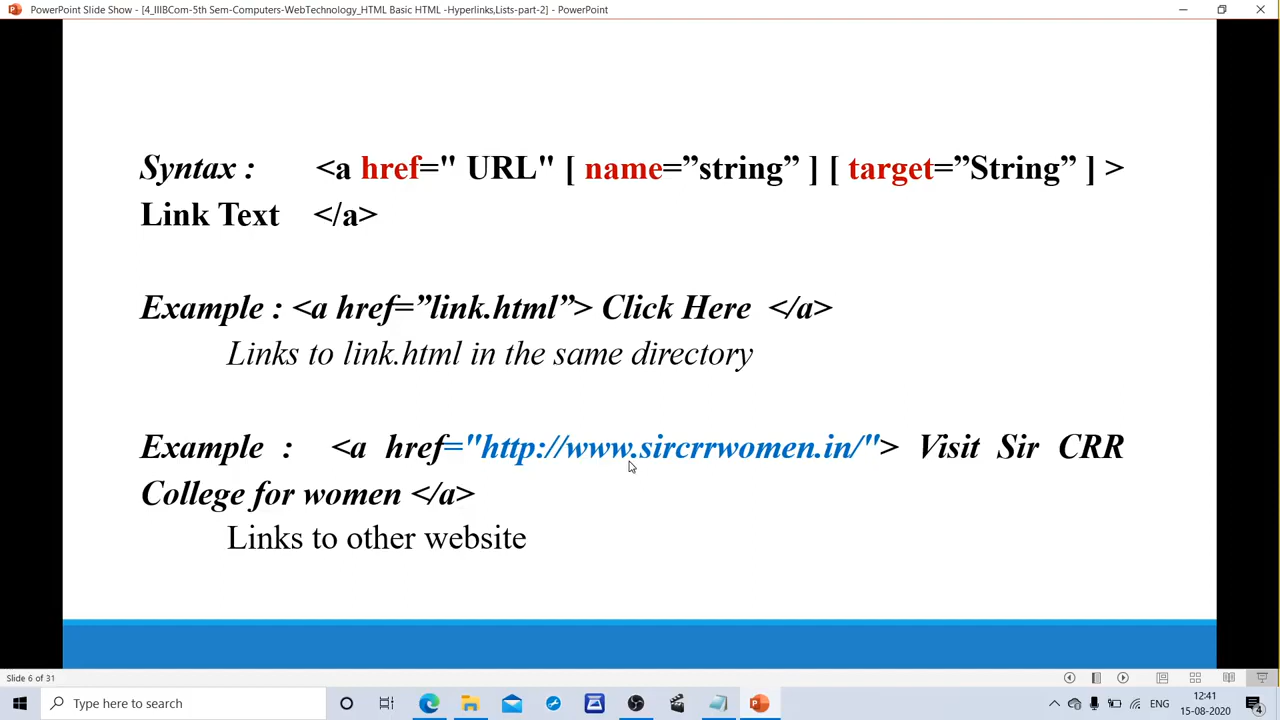 PowerPoint Slide Show - [4_IIIBCom-5th Sem-Computers-WebTechnology_HTML Basic HTML -Hyperlinks,Lists-part-2] - PowerPoint
Syntax : <a href=" URL" [ name=”string” ] [ target=”String” ] >
Link Text </a>
Example : <a href=”link.html”> Click Here </a>
Links to link.html in the same directory
Example : <a href="http://www.sircrrwomen.in/"> Visit Sir CRR
College for women </a>
Links to other website
Slide 6 of 31
Type here to search
ENG
12:41
15-08-2020
4